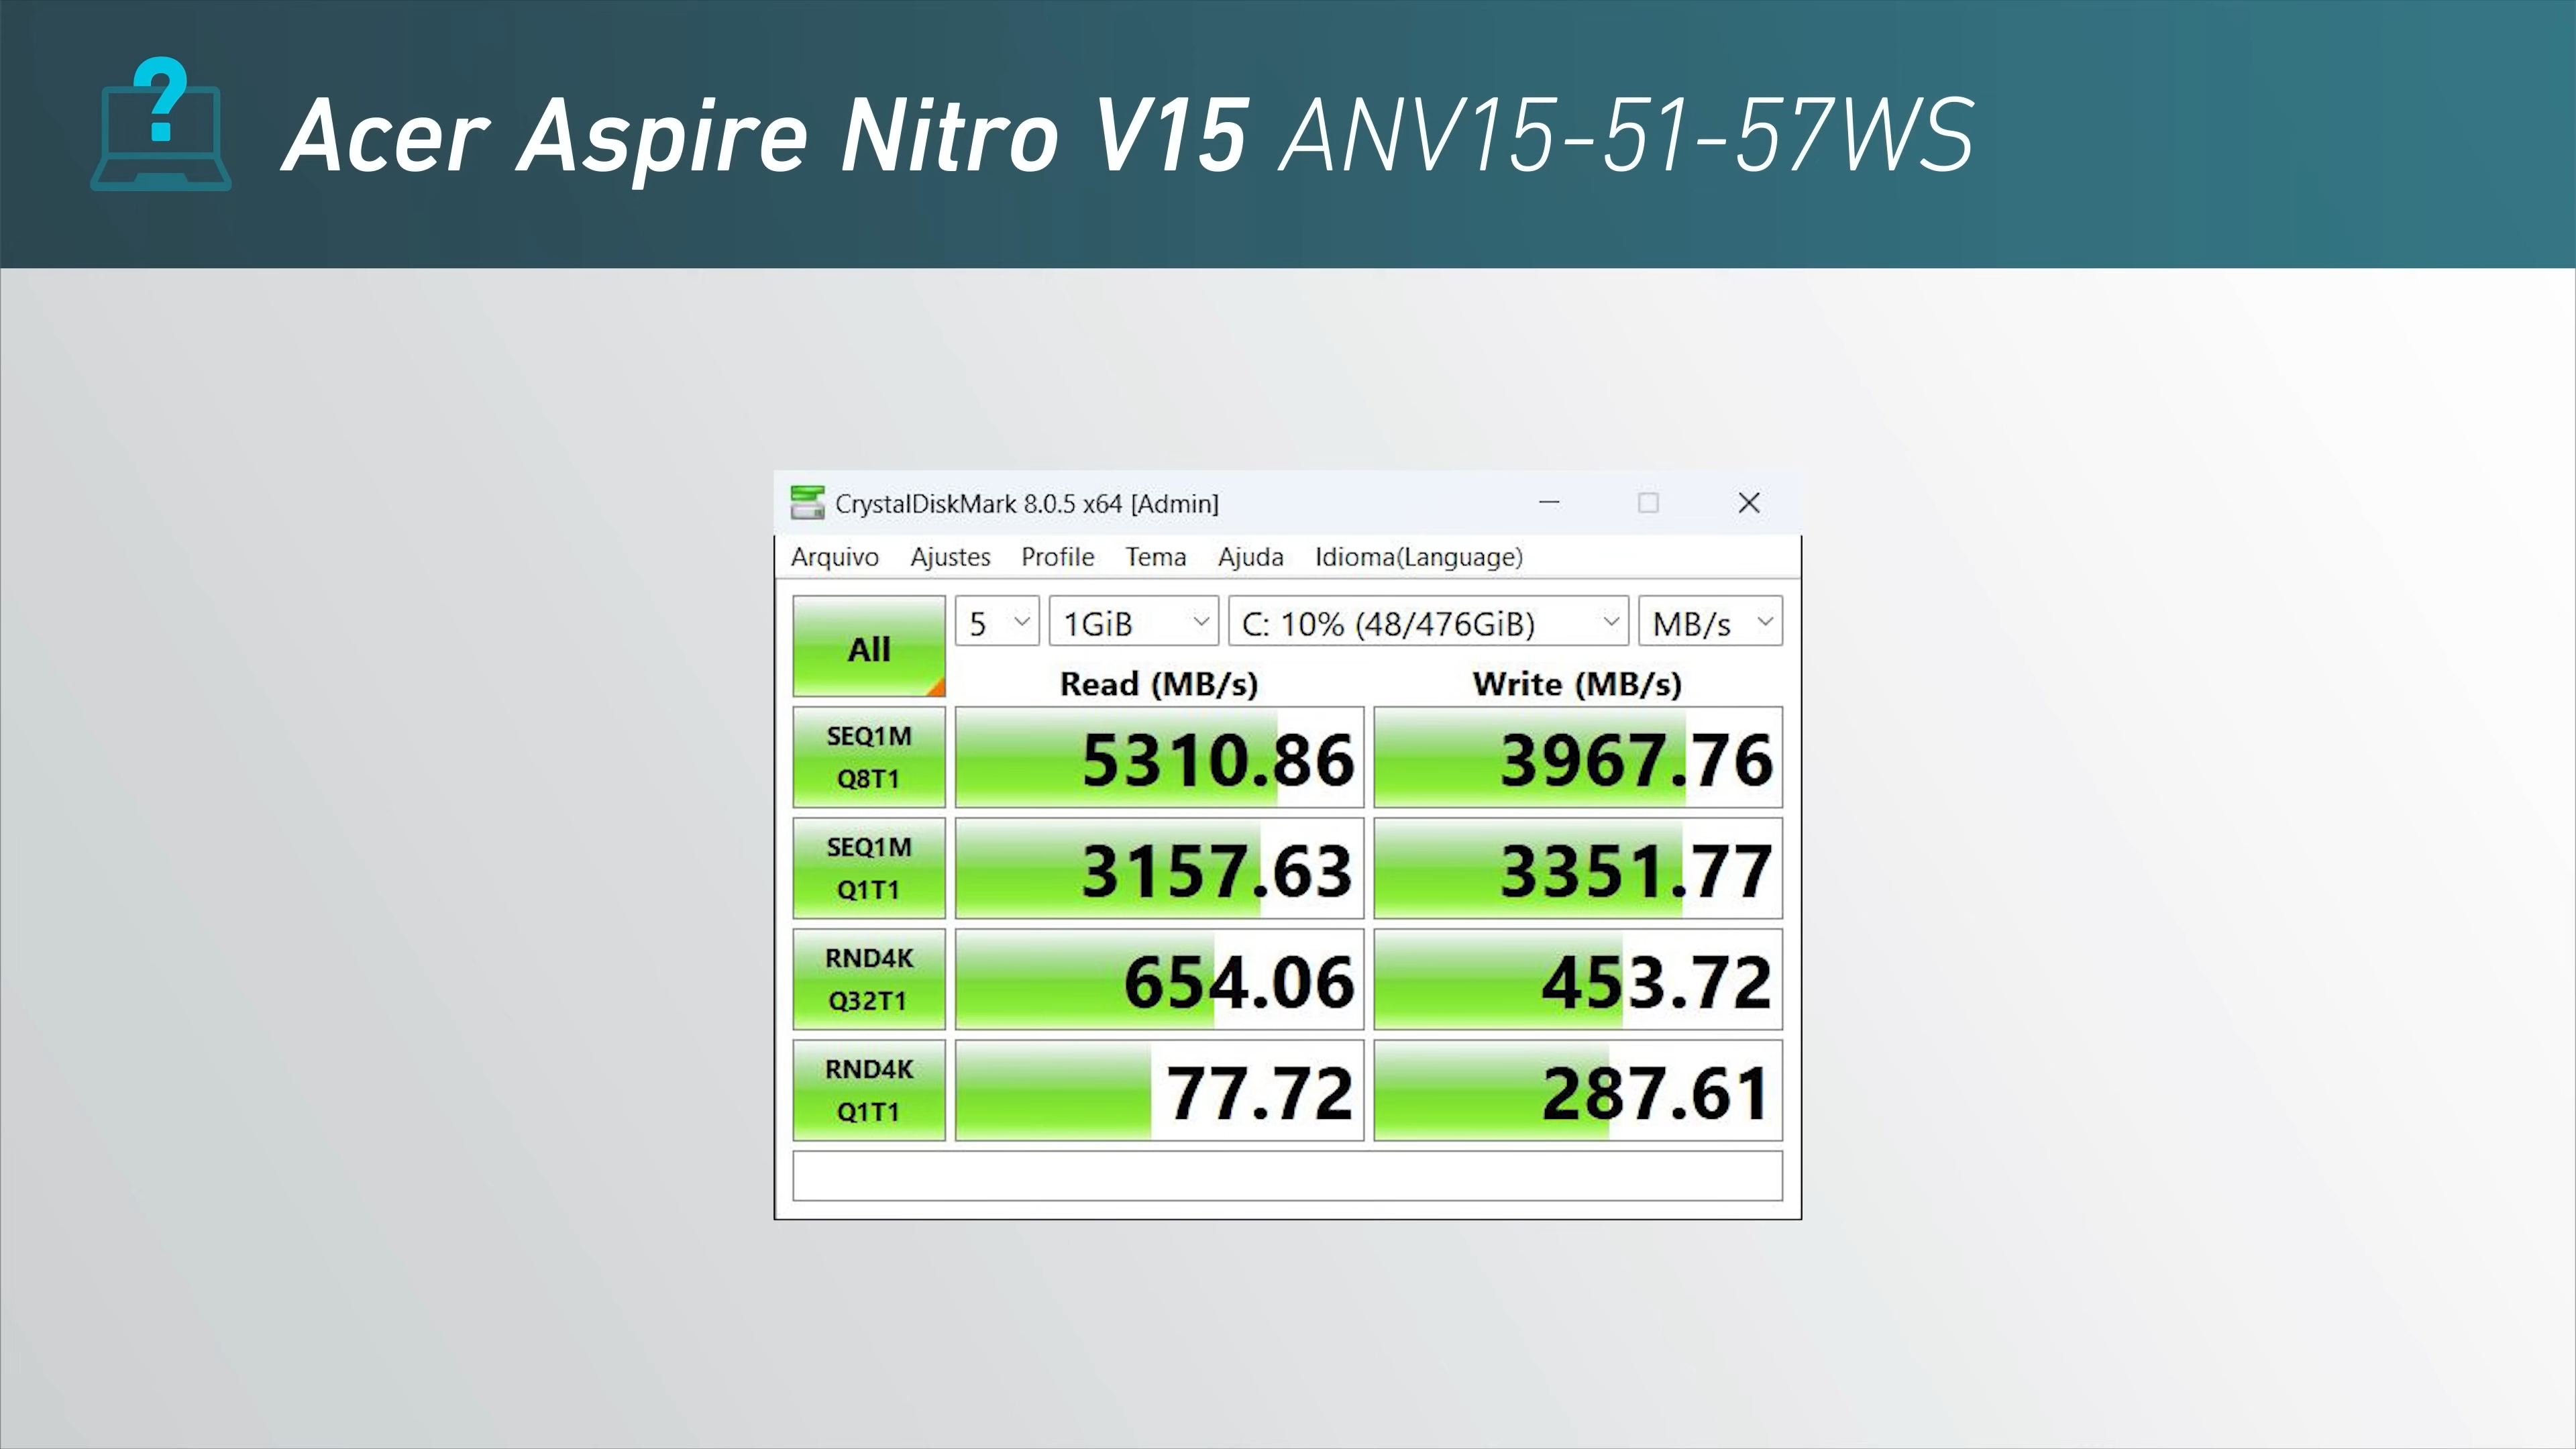 ?
Acer Aspire Nitro V15 ANV15-51-57WS
CrystalDiskMark 8.0.5 x64 [Admin]
Arquivo Ajustes Profile Tema Ajuda Idioma(Language)
All 5 1GiB C: 10% (48/476GiB) MB/s
Read (MB/s) Write (MB/s)
SEQ1M
Q8T1 5310.86 3967.76
SEQ1M
Q1T1 3157.63 3351.77
RND4K
Q32T1 654.06 453.72
RND4K
Q1T1 77.72 287.61